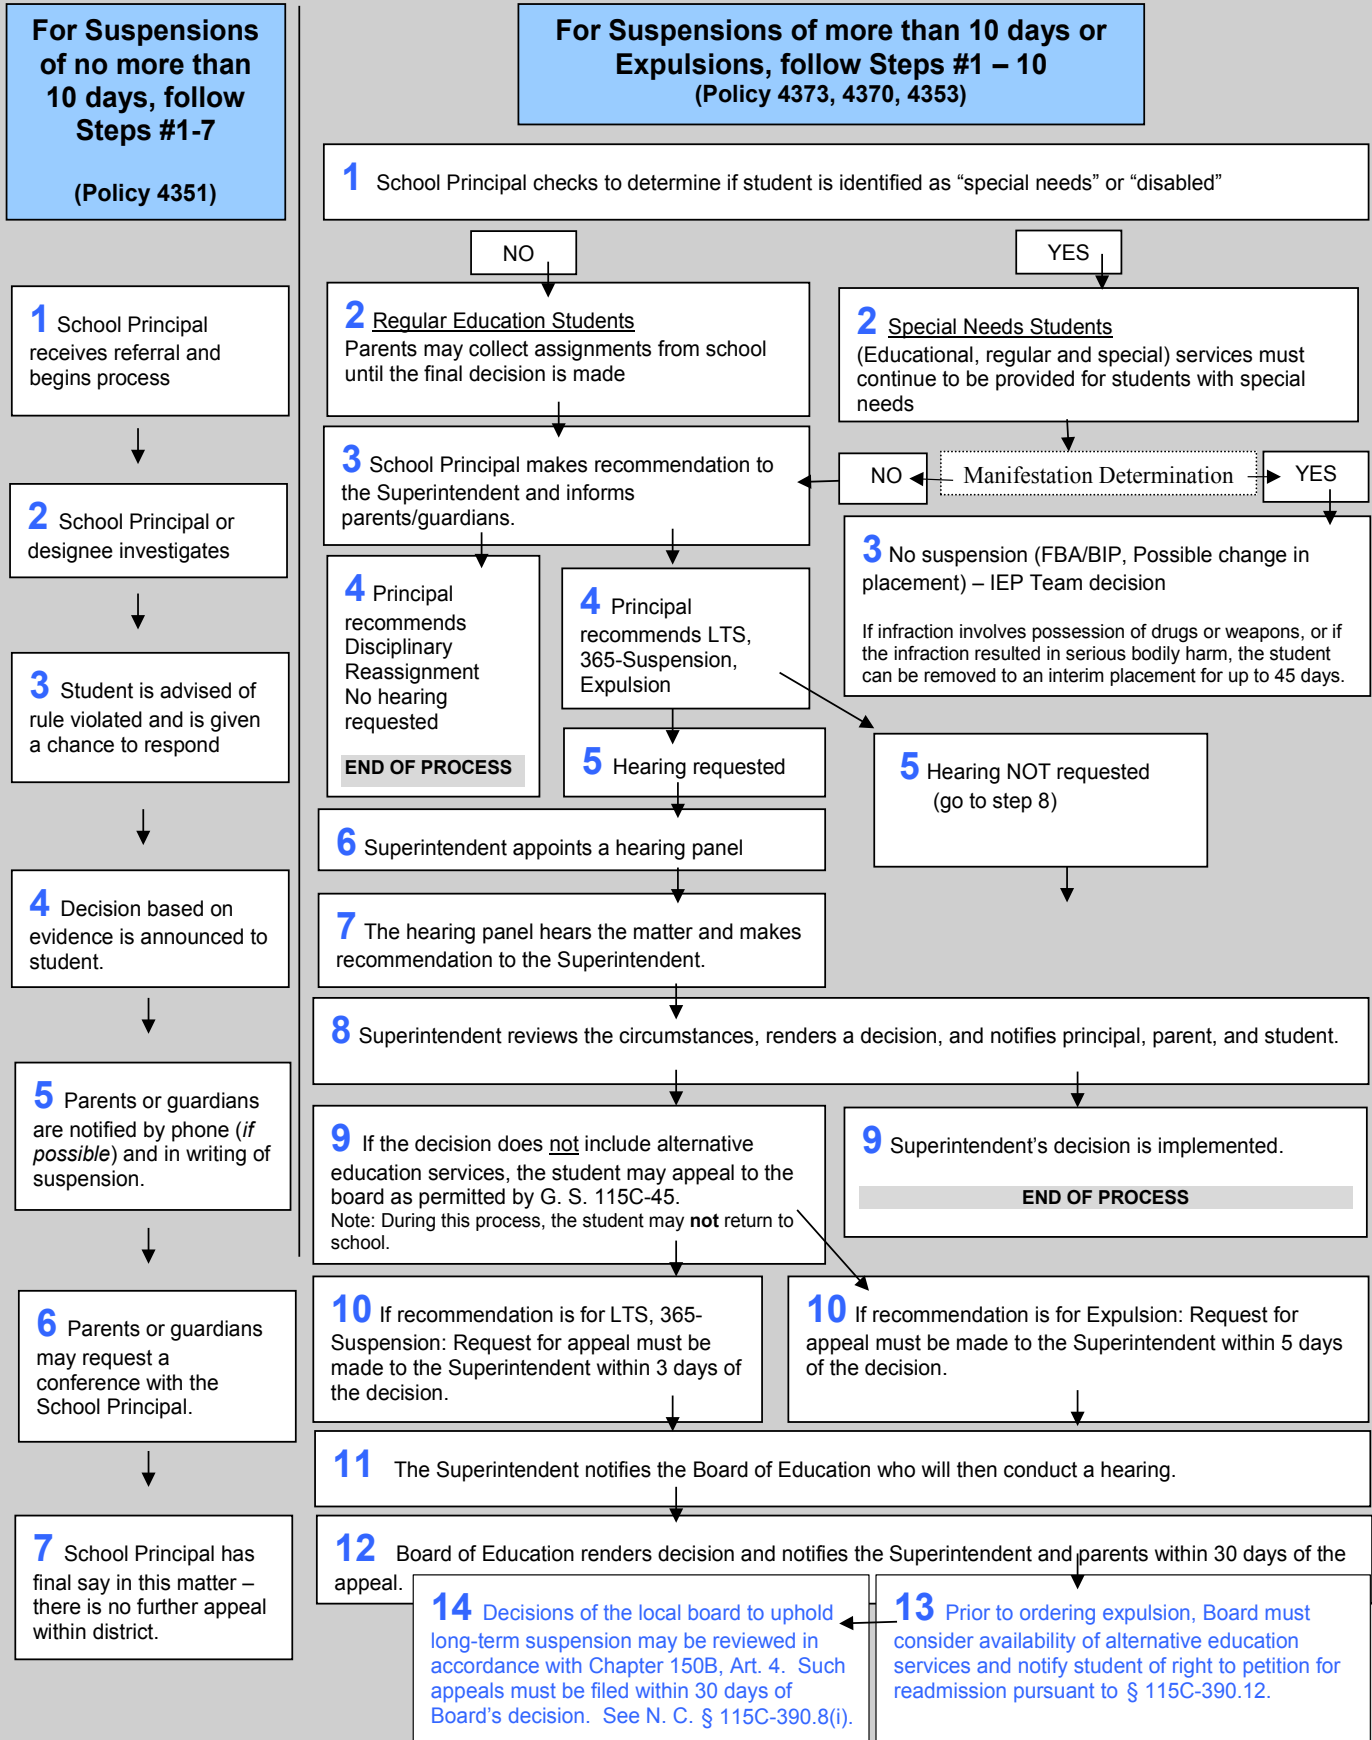 For Suspensions
of no more than
10 days, follow
Steps #1-7
(Policy 4351)
1 School Principal
receives referral and
begins process
2 School Principal or
designee investigates
3 Student is advised of
rule violated and is given
a chance to respond
4 Decision based on
evidence is announced to
student.
5 Parents or guardians
are notified by phone (if
possible) and in writing of
suspension.
6 Parents or guardians
may request a
conference with the
School Principal.
7 School Principal has
final say in this matter –
there is no further appeal
within district.
For Suspensions of more than 10 days or
Expulsions, follow Steps #1 – 10
(Policy 4373, 4370, 4353)
1 School Principal checks to determine if student is identified as “special needs” or “disabled”
NO
YES
2 Regular Education Students
Parents may collect assignments from school
until the final decision is made
2 Special Needs Students
(Educational, regular and special) services must
continue to be provided for students with special
needs
3 School Principal makes recommendation to
the Superintendent and informs
parents/guardians.
NO
Manifestation Determination
YES
3 No suspension (FBA/BIP, Possible change in
placement) – IEP Team decision
If infraction involves possession of drugs or weapons, or if
the infraction resulted in serious bodily harm, the student
can be removed to an interim placement for up to 45 days.
4 Principal
recommends
Disciplinary
Reassignment
No hearing
requested
END OF PROCESS
4 Principal
recommends LTS,
365-Suspension,
Expulsion
5 Hearing requested
5 Hearing NOT requested
(go to step 8)
6 Superintendent appoints a hearing panel
7 The hearing panel hears the matter and makes
recommendation to the Superintendent.
8 Superintendent reviews the circumstances, renders a decision, and notifies principal, parent, and student.
9 If the decision does not include alternative
education services, the student may appeal to the
board as permitted by G. S. 115C-45.
Note: During this process, the student may not return to
school.
9 Superintendent’s decision is implemented.
END OF PROCESS
10 If recommendation is for LTS, 365-
Suspension: Request for appeal must be
made to the Superintendent within 3 days of
the decision.
10 If recommendation is for Expulsion: Request for
appeal must be made to the Superintendent within 5 days
of the decision.
11 The Superintendent notifies the Board of Education who will then conduct a hearing.
12 Board of Education renders decision and notifies the Superintendent and parents within 30 days of the
appeal.
14 Decisions of the local board to uphold
long-term suspension may be reviewed in
accordance with Chapter 150B, Art. 4. Such
appeals must be filed within 30 days of
Board’s decision. See N. C. § 115C-390.8(i).
13 Prior to ordering expulsion, Board must
consider availability of alternative education
services and notify student of right to petition for
readmission pursuant to § 115C-390.12.